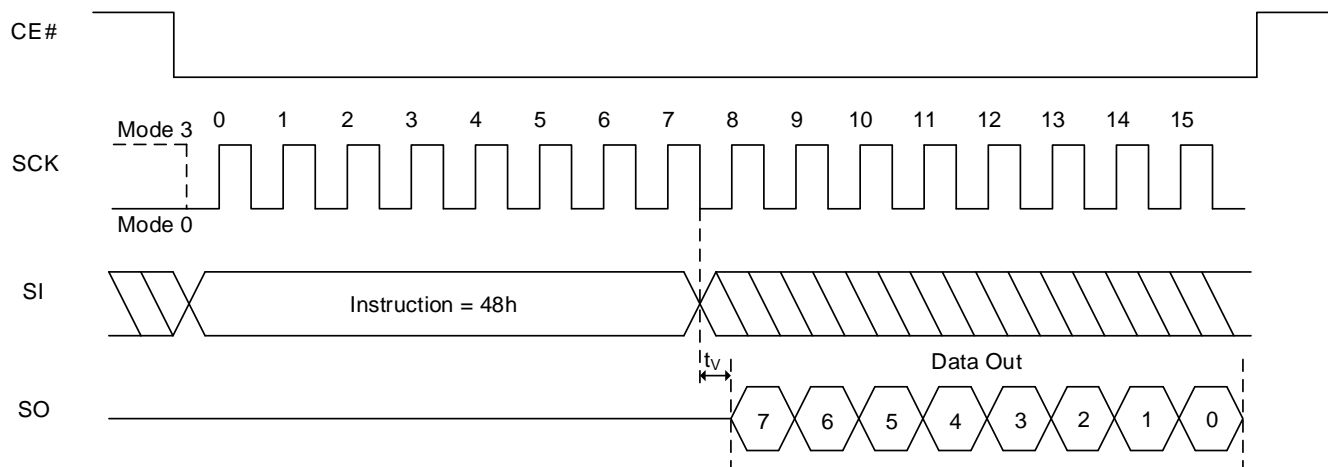 CE#
Mode 3
0 1 2 3 4 5 6 7 8 9 10 11 12 13 14 15
SCK
Mode 0
SI
Instruction = 48h
tV
Data Out
SO
7 6 5 4 3 2 1 0